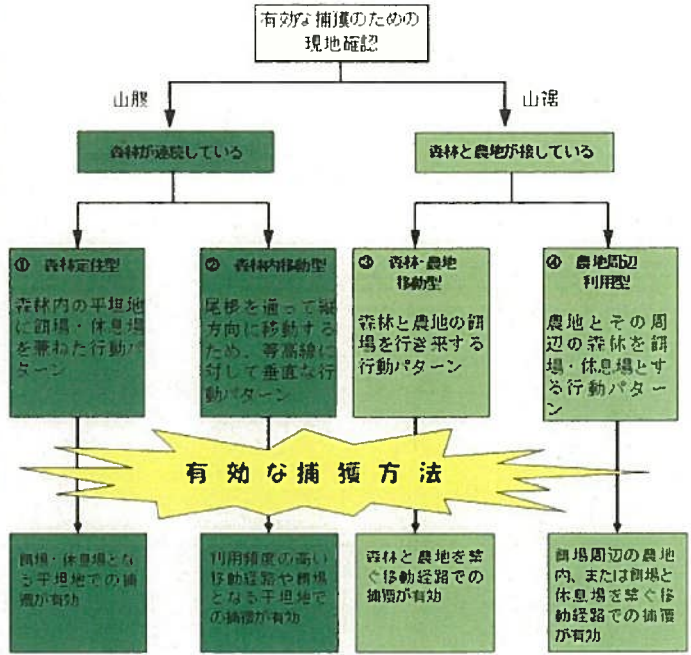 有効な捕獲のための
現地確認
山腹
山裾
森林が連続している
森林と農地が接している
① 森林定住型
森林内の平坦地
に餌場・休息場
を兼ねた行動パ
ターン
② 森林内移動型
尾根を通って縦
方向に移動する
ため、等高線に
対して垂直な行
動パターン
③ 森林・農地
移動型
森林と農地の餌
場を行き来する
行動パターン
④ 農地周辺
利用型
農地とその周
辺の森林を餌
場・休息場とす
る行動パターン
有効な捕獲方法
餌場・休息場とな
る平坦地での捕
獲が有効
利用頻度の高い
移動経路や餌場
となる平坦地で
の捕獲が有効
森林と農地を繋
ぐ移動経路での
捕獲が有効
餌場周辺の農地
内、または餌場と
休息場を繋ぐ移
動経路での捕獲
が有効